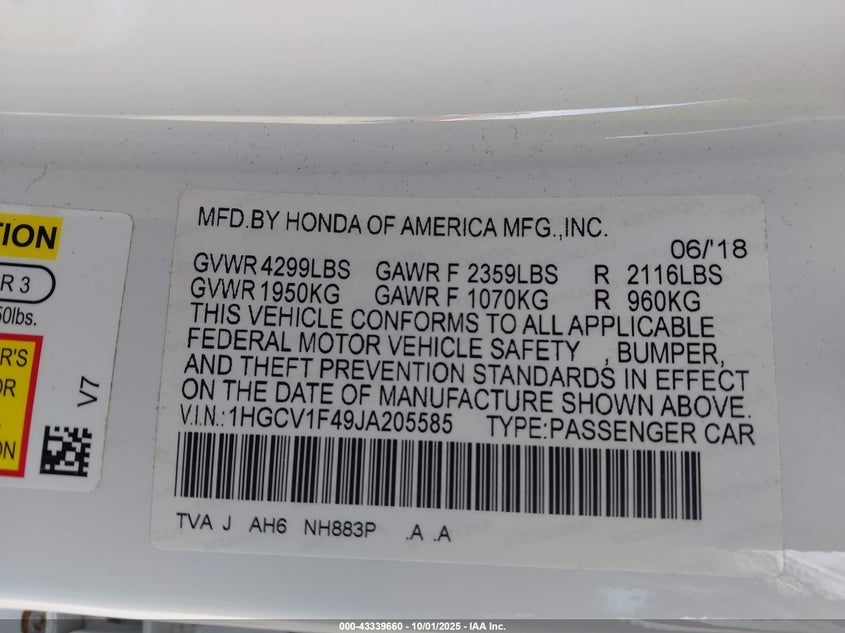 TION
R 3
50lbs.
R'S
OR
ON
V7
MFD.BY HONDA OF AMERICA MFG.,INC.
06/'18
GVWR 4299LBS GAWR F 2359LBS R 2116LBS
GVWR 1950KG GAWR F 1070KG R 960KG
THIS VEHICLE CONFORMS TO ALL APPLICABLE
FEDERAL MOTOR VEHICLE SAFETY , BUMPER,
AND THEFT PREVENTION STANDARDS IN EFFECT
ON THE DATE OF MANUFACTURE SHOWN ABOVE.
V.I.N.:1HGCV1F49JA205585 TYPE:PASSENGER CAR
TVA J AH6 NH883P .A .A
000-43339660 - 10/01/2025 - IAA Inc.